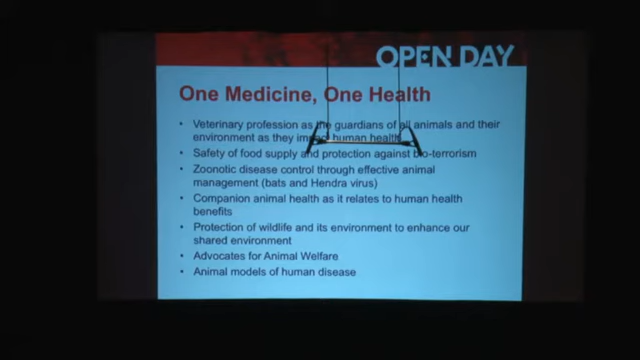 OPEN DAY
One Medicine, One Health
• Veterinary profession as the guardians of all animals and their
environment as they impact human health
• Safety of food supply and protection against bio-terrorism
• Zoonotic disease control through effective animal
management (bats and Hendra virus)
• Companion animal health as it relates to human health
benefits
• Protection of wildlife and its environment to enhance our
shared environment
• Advocates for Animal Welfare
• Animal models of human disease